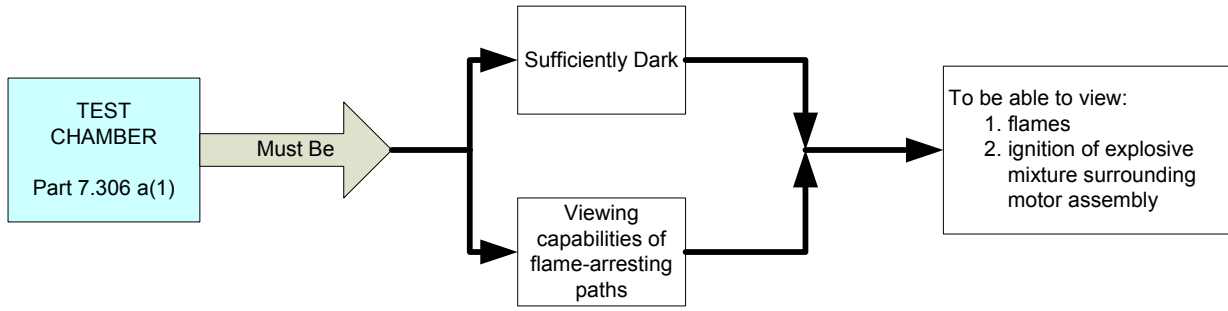 TEST
CHAMBER
Part 7.306 a(1)
Must Be
Sufficiently Dark
Viewing
capabilities of
flame-arresting
paths
To be able to view:
1. flames
2. ignition of explosive
mixture surrounding
motor assembly